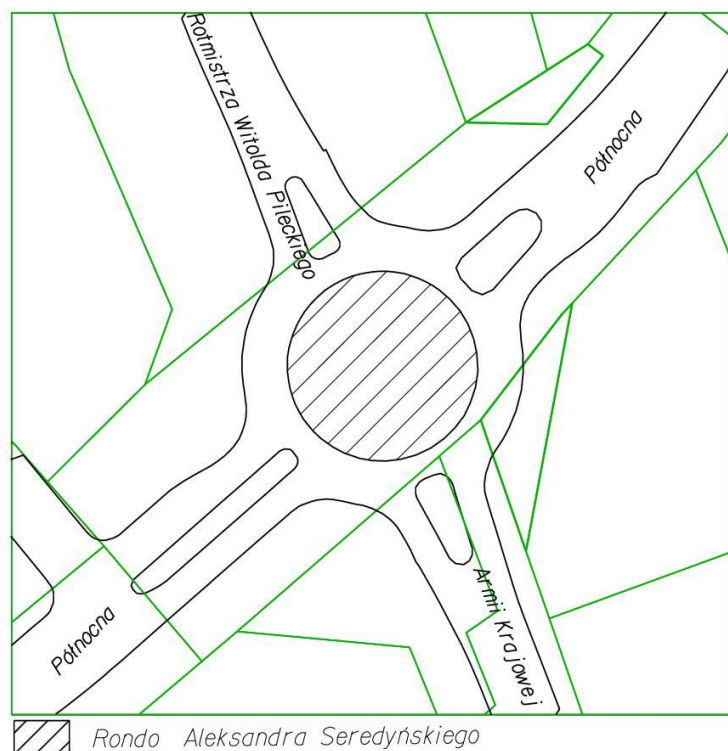 Rotmistrza Witolda Pileckiego
Północna
Północna
Armii Krajowej
Rondo Aleksandra Seredyńskiego